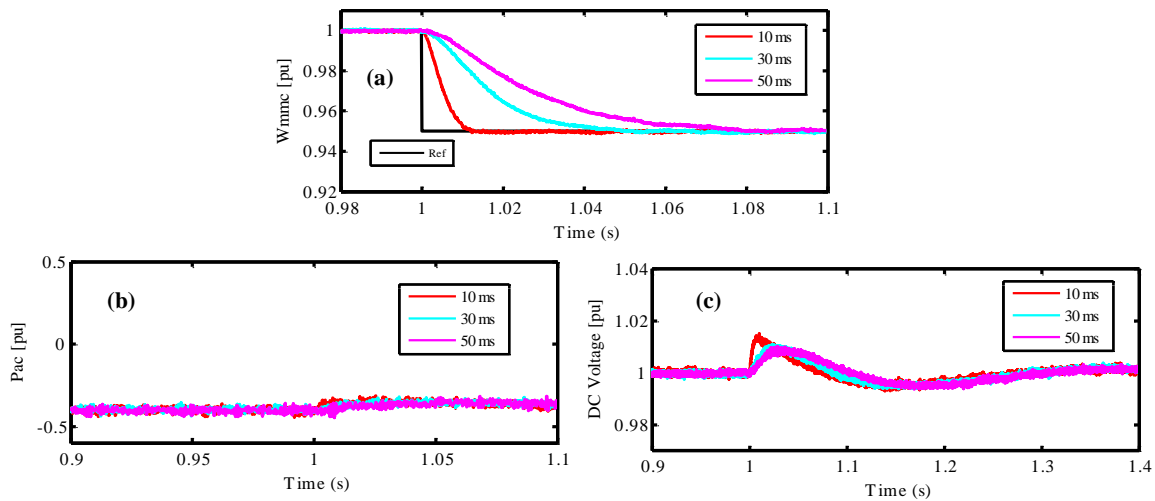 Wmmc [pu]
1
0.98
0.96
0.94
0.92
(a)
10 ms
30 ms
50 ms
Ref
0.98
1
1.02
1.04
1.06
1.08
1.1
Time (s)
Pac [pu]
0.5
0
-0.5
(b)
10 ms
30 ms
50 ms
0.9
0.95
1
1.05
1.1
Time (s)
DC Voltage [pu]
1.04
1.02
1
0.98
(c)
10 ms
30 ms
50 ms
0.9
1
1.1
1.2
1.3
1.4
Time (s)